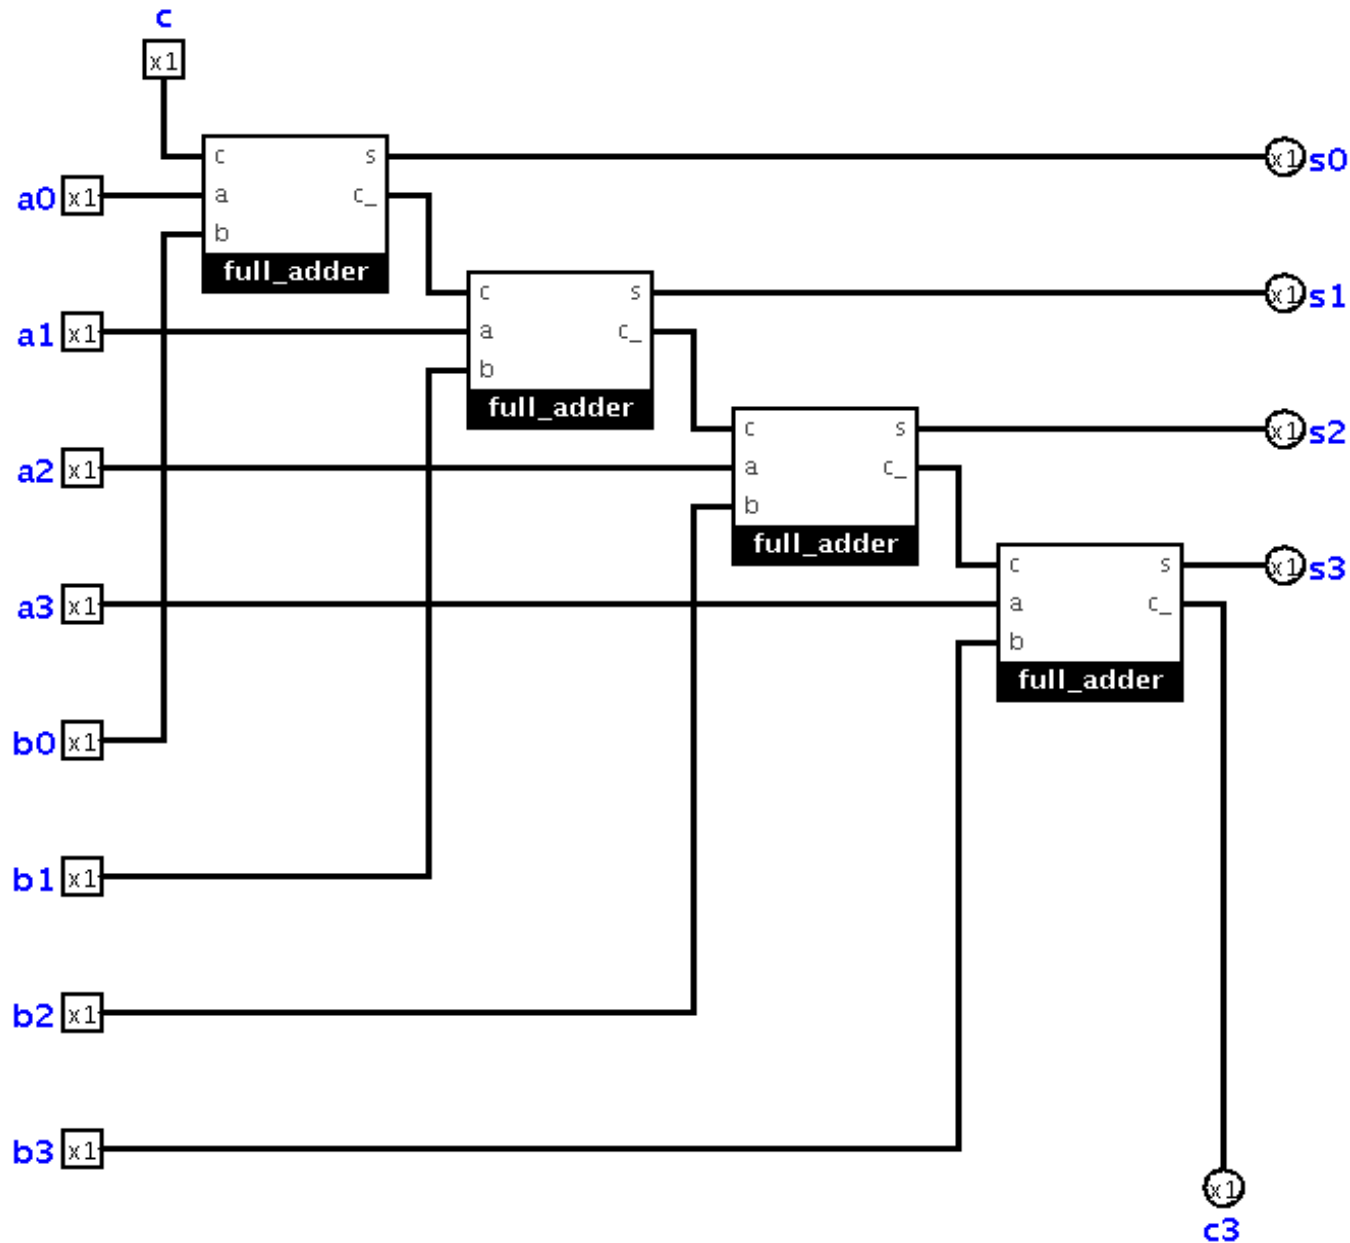 c
x1
c s
x1 s0
a0 x1 a c_
b
full_adder
c s
x1 s1
a1 x1 a c_
b
full_adder
c s
x1 s2
a2 x1 a c_
b
full_adder
c s
x1 s3
a3 x1 a c_
b
full_adder
b0 x1
b1 x1
b2 x1
b3 x1
x1
c3